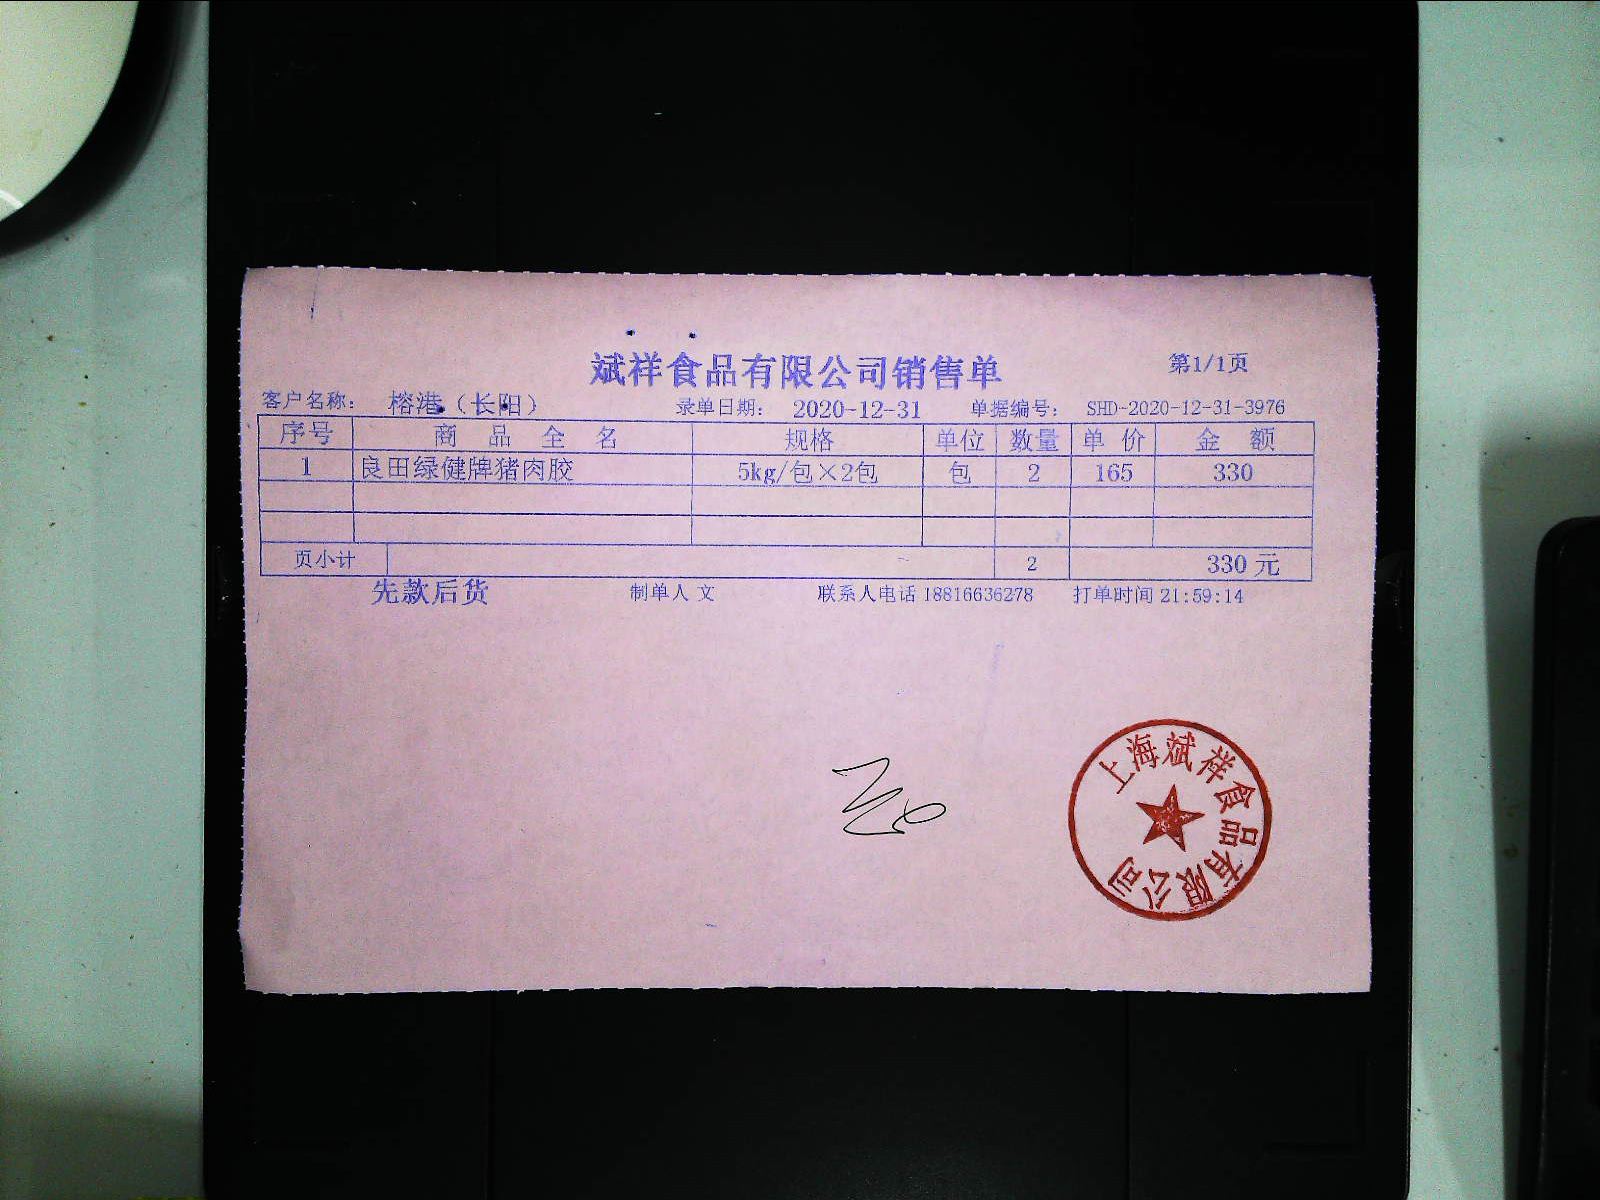 斌祥食品有限公司销售单 第1/1页
客户名称： 榕港（长阳） 录单日期： 2020-12-31 单据编号： SHD-2020-12-31-3976
序号 商品全名 规格 单位 数量 单价 金额
1 良田绿健牌猪肉胶 5kg/包×2包 包 2 165 330
页小计 2 330 元
先款后货 制单人 文 联系人电话 18816636278 打单时间 21:59:14
上海斌祥食品有限公司